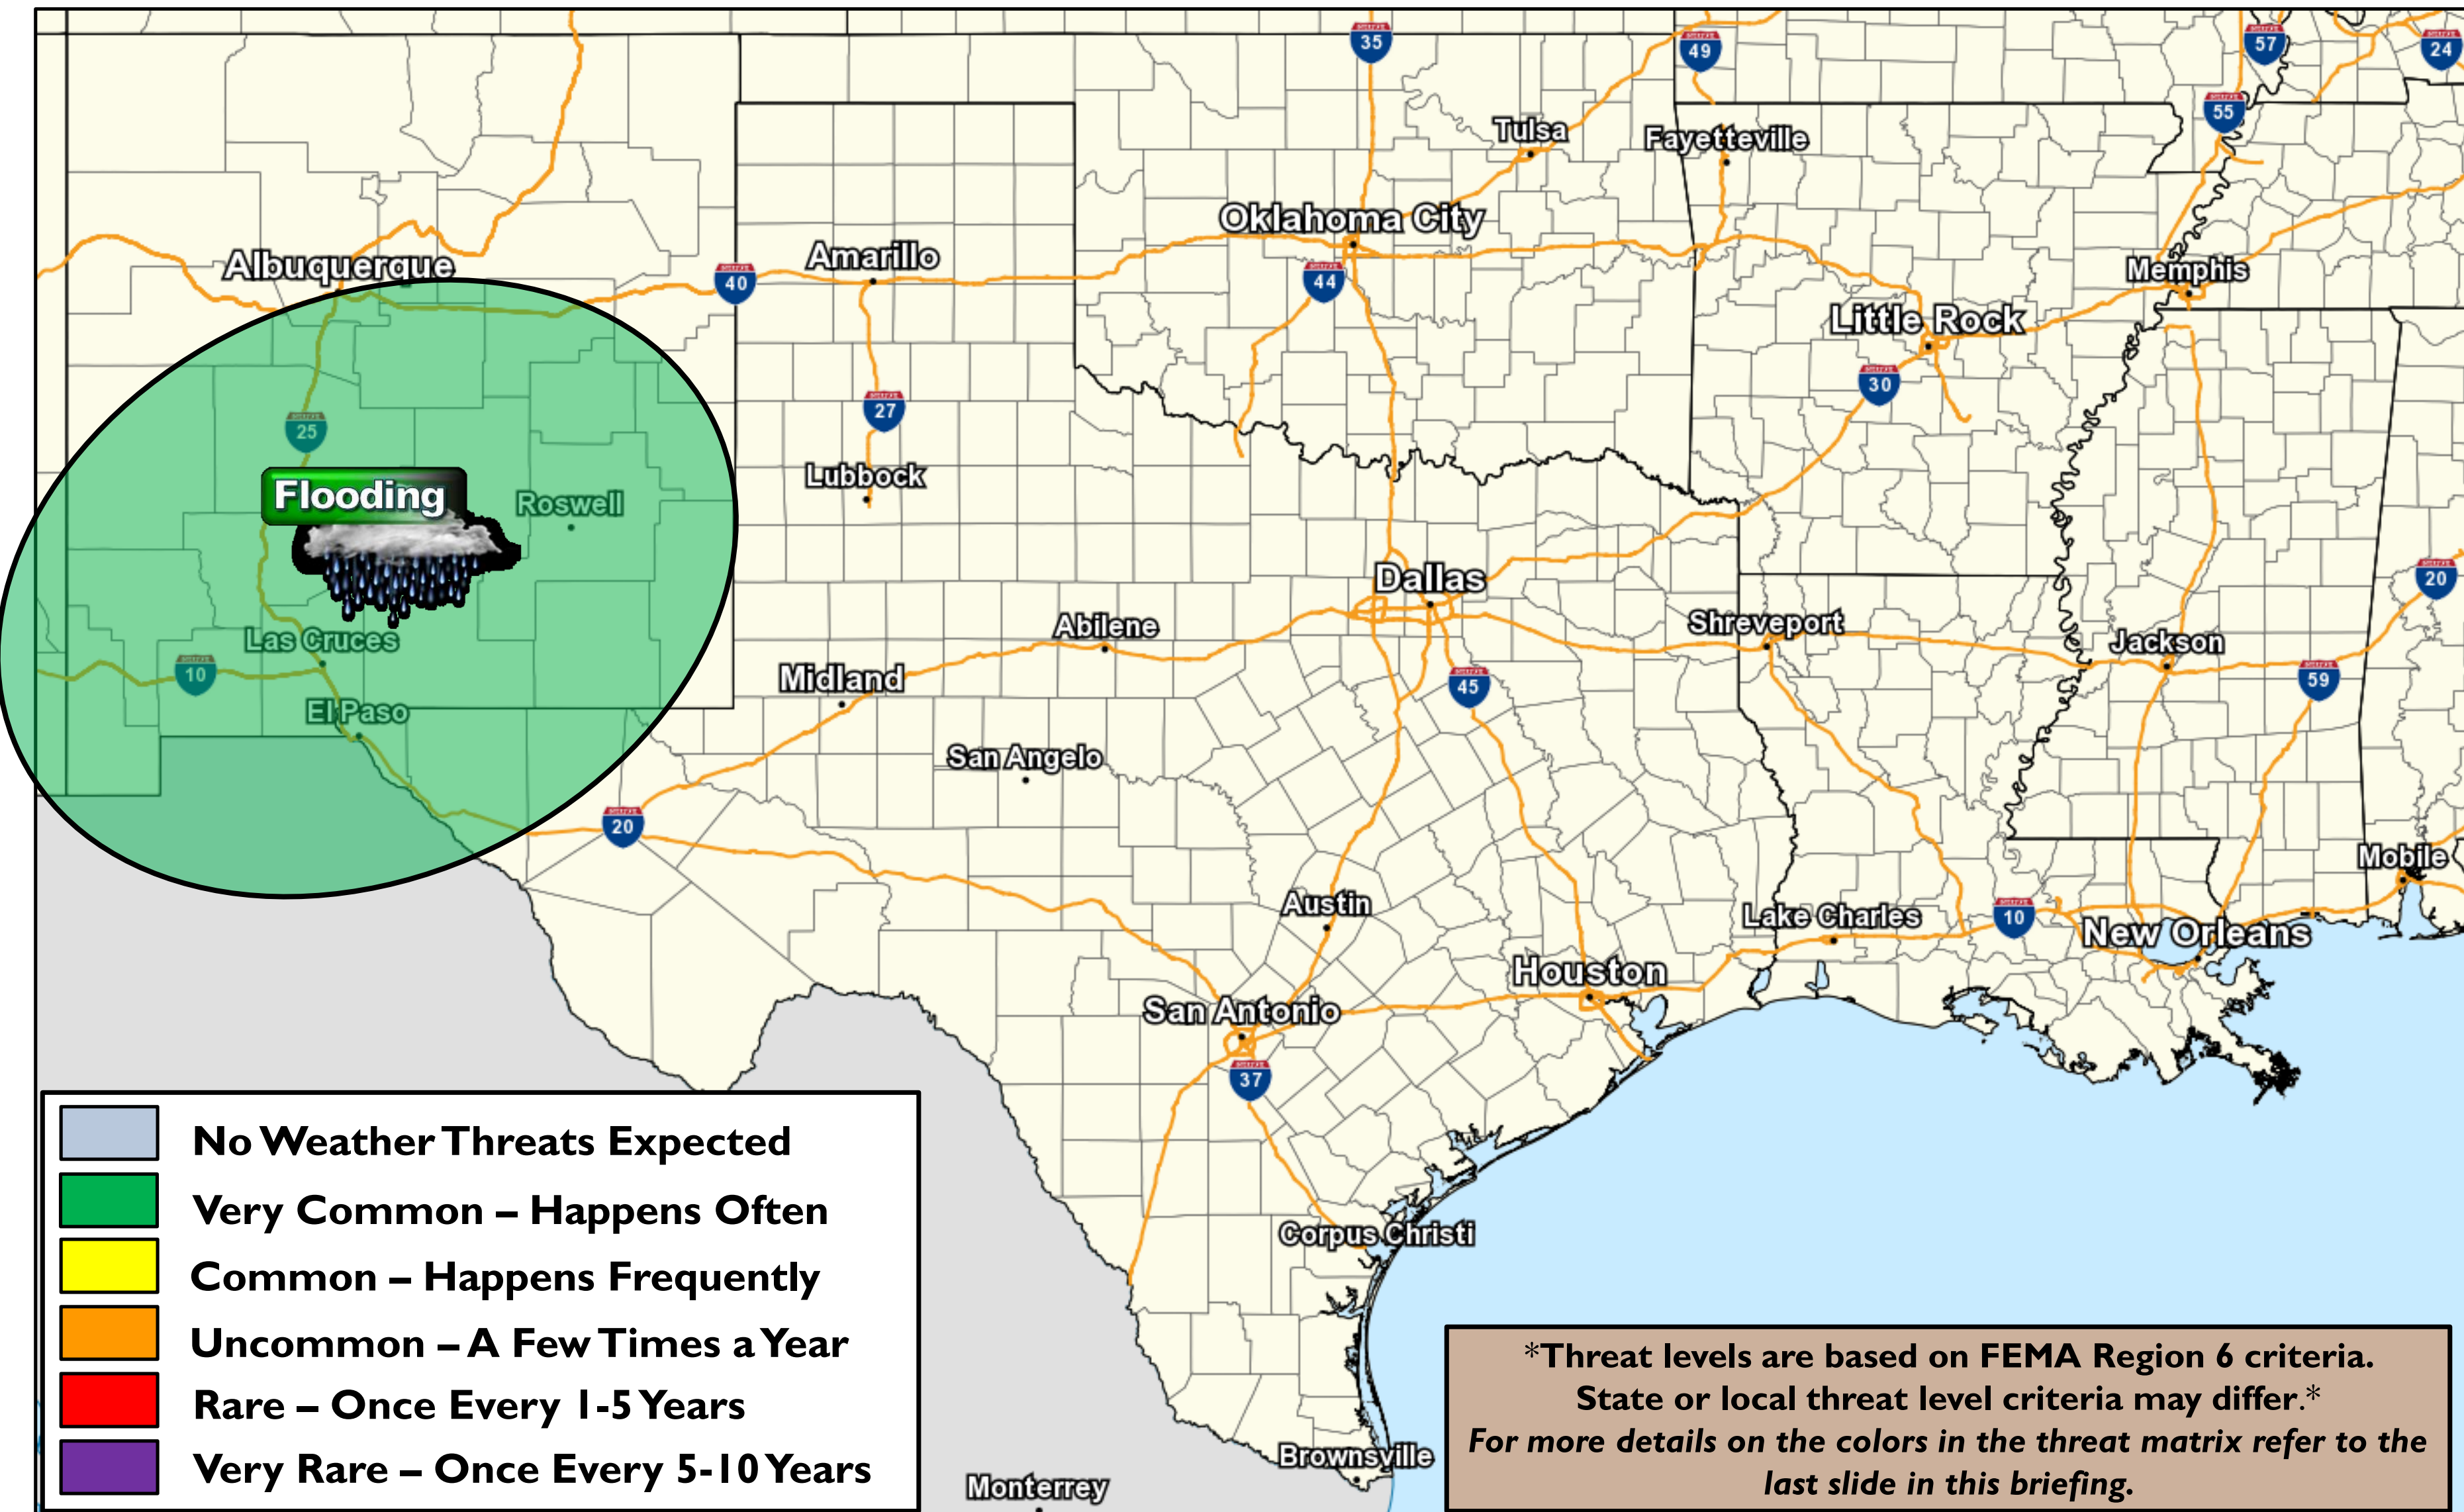 35
49
57
24
55
Tulsa
Fayetteville
Oklahoma City
Albuquerque
Amarillo
40
44
Memphis
Little Rock
30
27
25
Lubbock
Flooding
Roswell
Dallas
20
Abilene
Shreveport
Las Cruces
Jackson
10
Midland
45
59
El Paso
San Angelo
20
Mobile
Austin
Lake Charles
10
New Orleans
Houston
San Antonio
37
Corpus Christi
Brownsville
Monterrey
No Weather Threats Expected
Very Common – Happens Often
Common – Happens Frequently
Uncommon – A Few Times a Year
Rare – Once Every 1-5 Years
Very Rare – Once Every 5-10 Years
*Threat levels are based on FEMA Region 6 criteria.
State or local threat level criteria may differ.*
For more details on the colors in the threat matrix refer to the
last slide in this briefing.